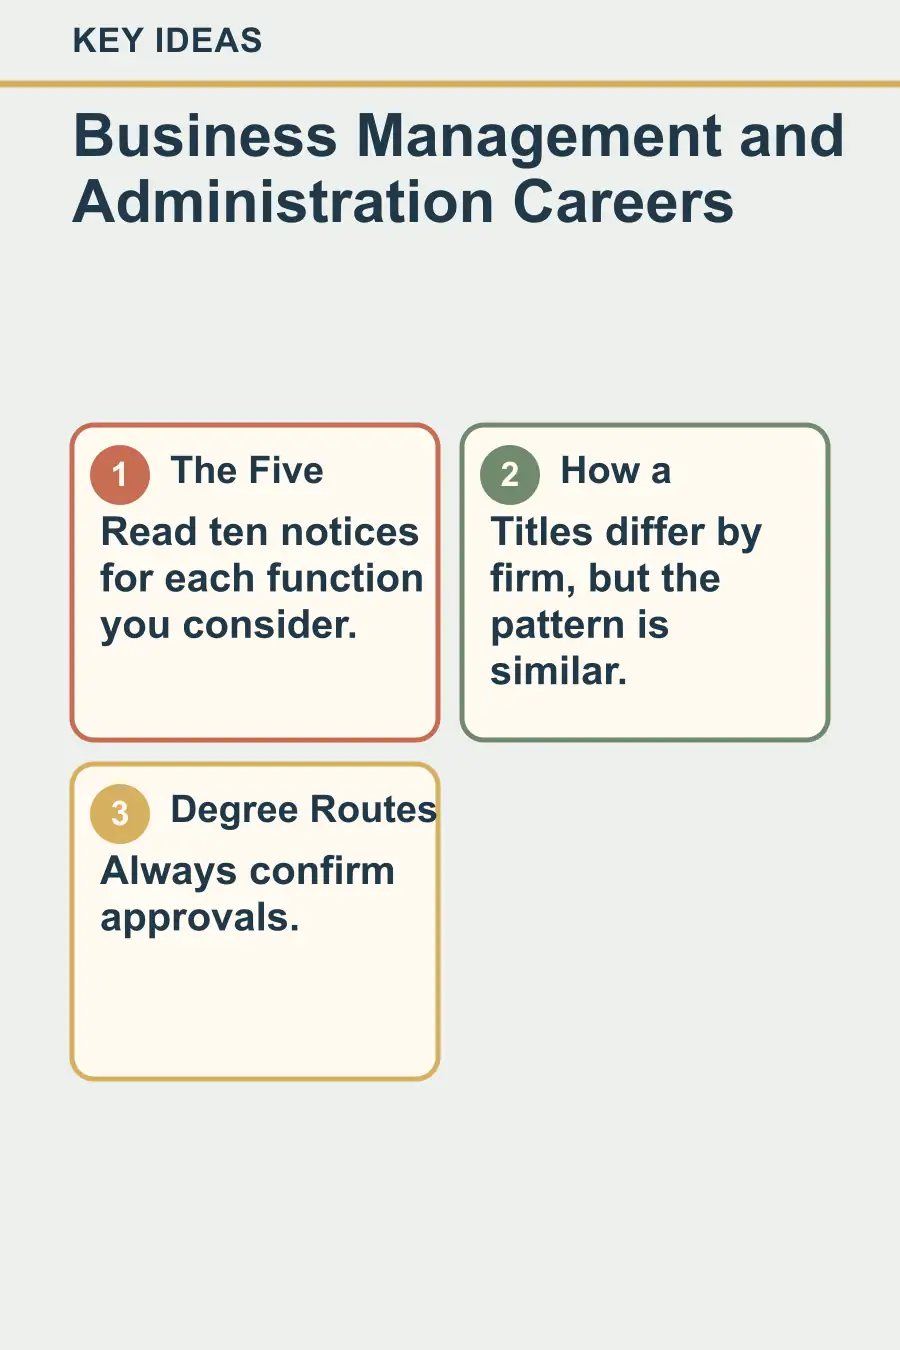 KEY IDEAS
Business Management and
Administration Careers
1 The Five
Read ten notices
for each function
you consider.
2 How a
Titles differ by
firm, but the
pattern is
similar.
3 Degree Routes
Always confirm
approvals.